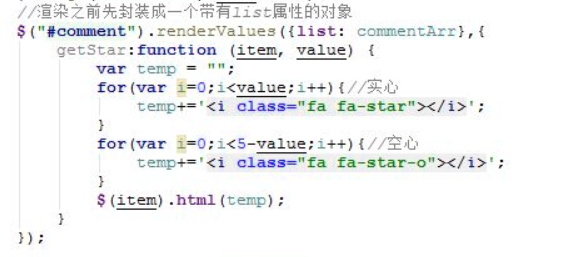 //渲染之前先封装成一个带有list属性的对象
$("#comment").renderValues({list: commentArr},{
getStar:function (item, value) {
var temp = "";
for(var i=0;i<value;i++){//实心
temp+='<i class="fa fa-star"></i>';
}
for(var i=0;i<5-value;i++){//空心
temp+='<i class="fa fa-star-o"></i>';
}
$(item).html(temp);
}
});